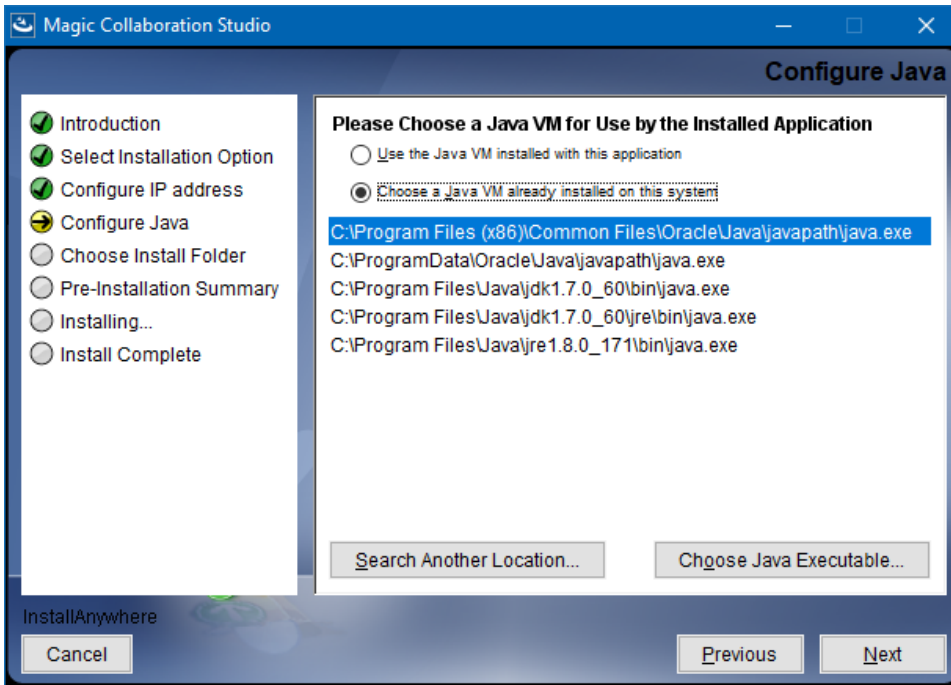 Magic Collaboration Studio
Configure Java
Introduction
Select Installation Option
Configure IP address
Configure Java
Choose Install Folder
Pre-Installation Summary
Installing...
Install Complete
Please Choose a Java VM for Use by the Installed Application
Use the Java VM installed with this application
Choose a Java VM already installed on this system
C:\Program Files (x86)\Common Files\Oracle\Java\javapath\java.exe
C:\ProgramData\Oracle\Java\javapath\java.exe
C:\Program Files\Java\jdk1.7.0_60\bin\java.exe
C:\Program Files\Java\jdk1.7.0_60\jre\bin\java.exe
C:\Program Files\Java\jre1.8.0_171\bin\java.exe
Search Another Location...
Choose Java Executable...
InstallAnywhere
Cancel
Previous
Next